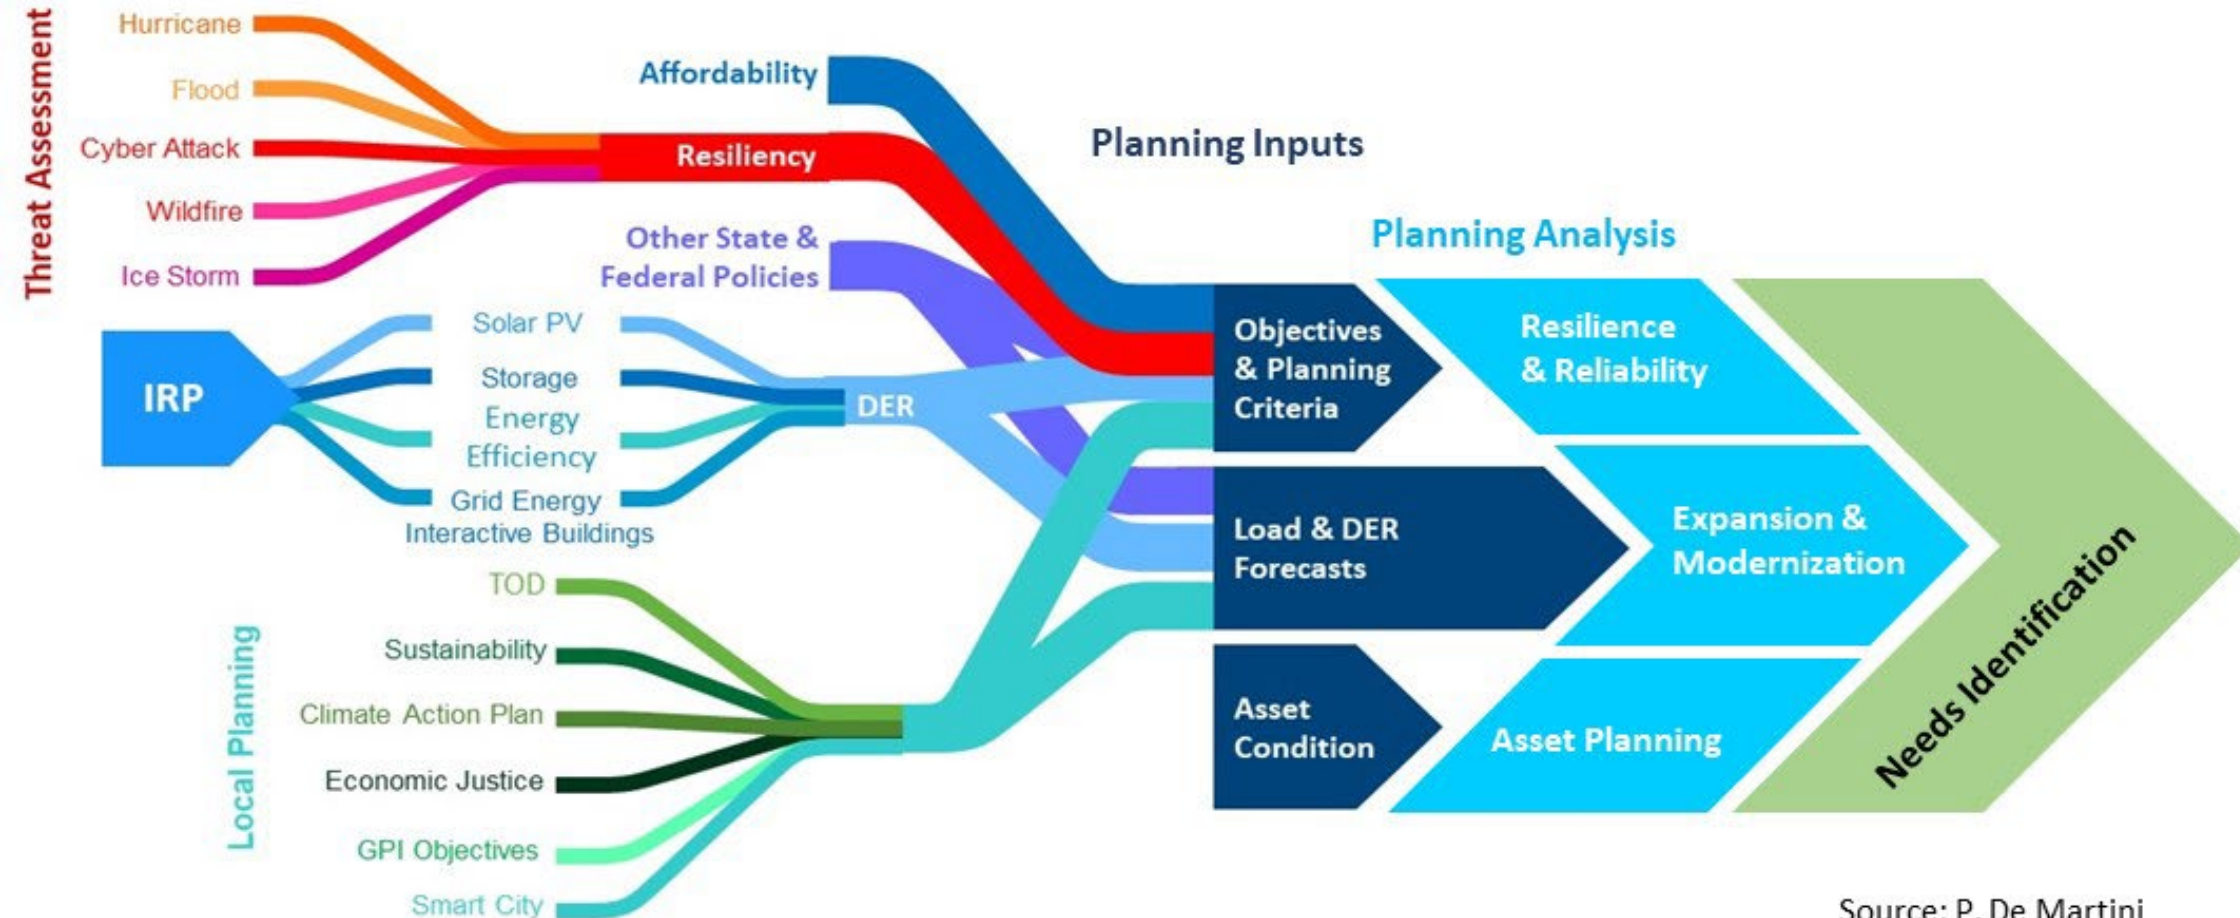 Threat Assessment
Hurricane
Flood
Cyber Attack
Wildfire
Ice Storm
Affordability
Resiliency
Other State &
Federal Policies
IRP
Solar PV
Storage
Energy
Efficiency
Grid Energy
Interactive Buildings
DER
Local Planning
TOD
Sustainability
Climate Action Plan
Economic Justice
GPI Objectives
Smart City
Planning Inputs
Objectives
& Planning
Criteria
Load & DER
Forecasts
Asset
Condition
Planning Analysis
Resilience
& Reliability
Expansion &
Modernization
Asset Planning
Needs Identification
Source: P. De Martini